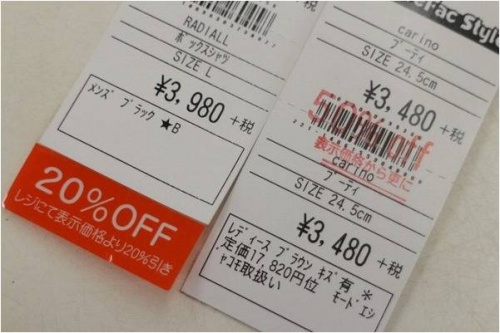 RADIALL
ボックスシャツ
SIZE L
¥3,980 +税
メンズ ブラック ★B
20%OFF
レジにて表示価格より20%引き
eFac Style
carino
ブーティ
SIZE 24.5cm
¥3,480 +税
50% off
表示価格から更に
carino
ブーティ
SIZE 24.5cm
¥3,480 +税
レディース ブラウン キズ有 *
定価17,820円位 モード エシ
ャコモ取扱い